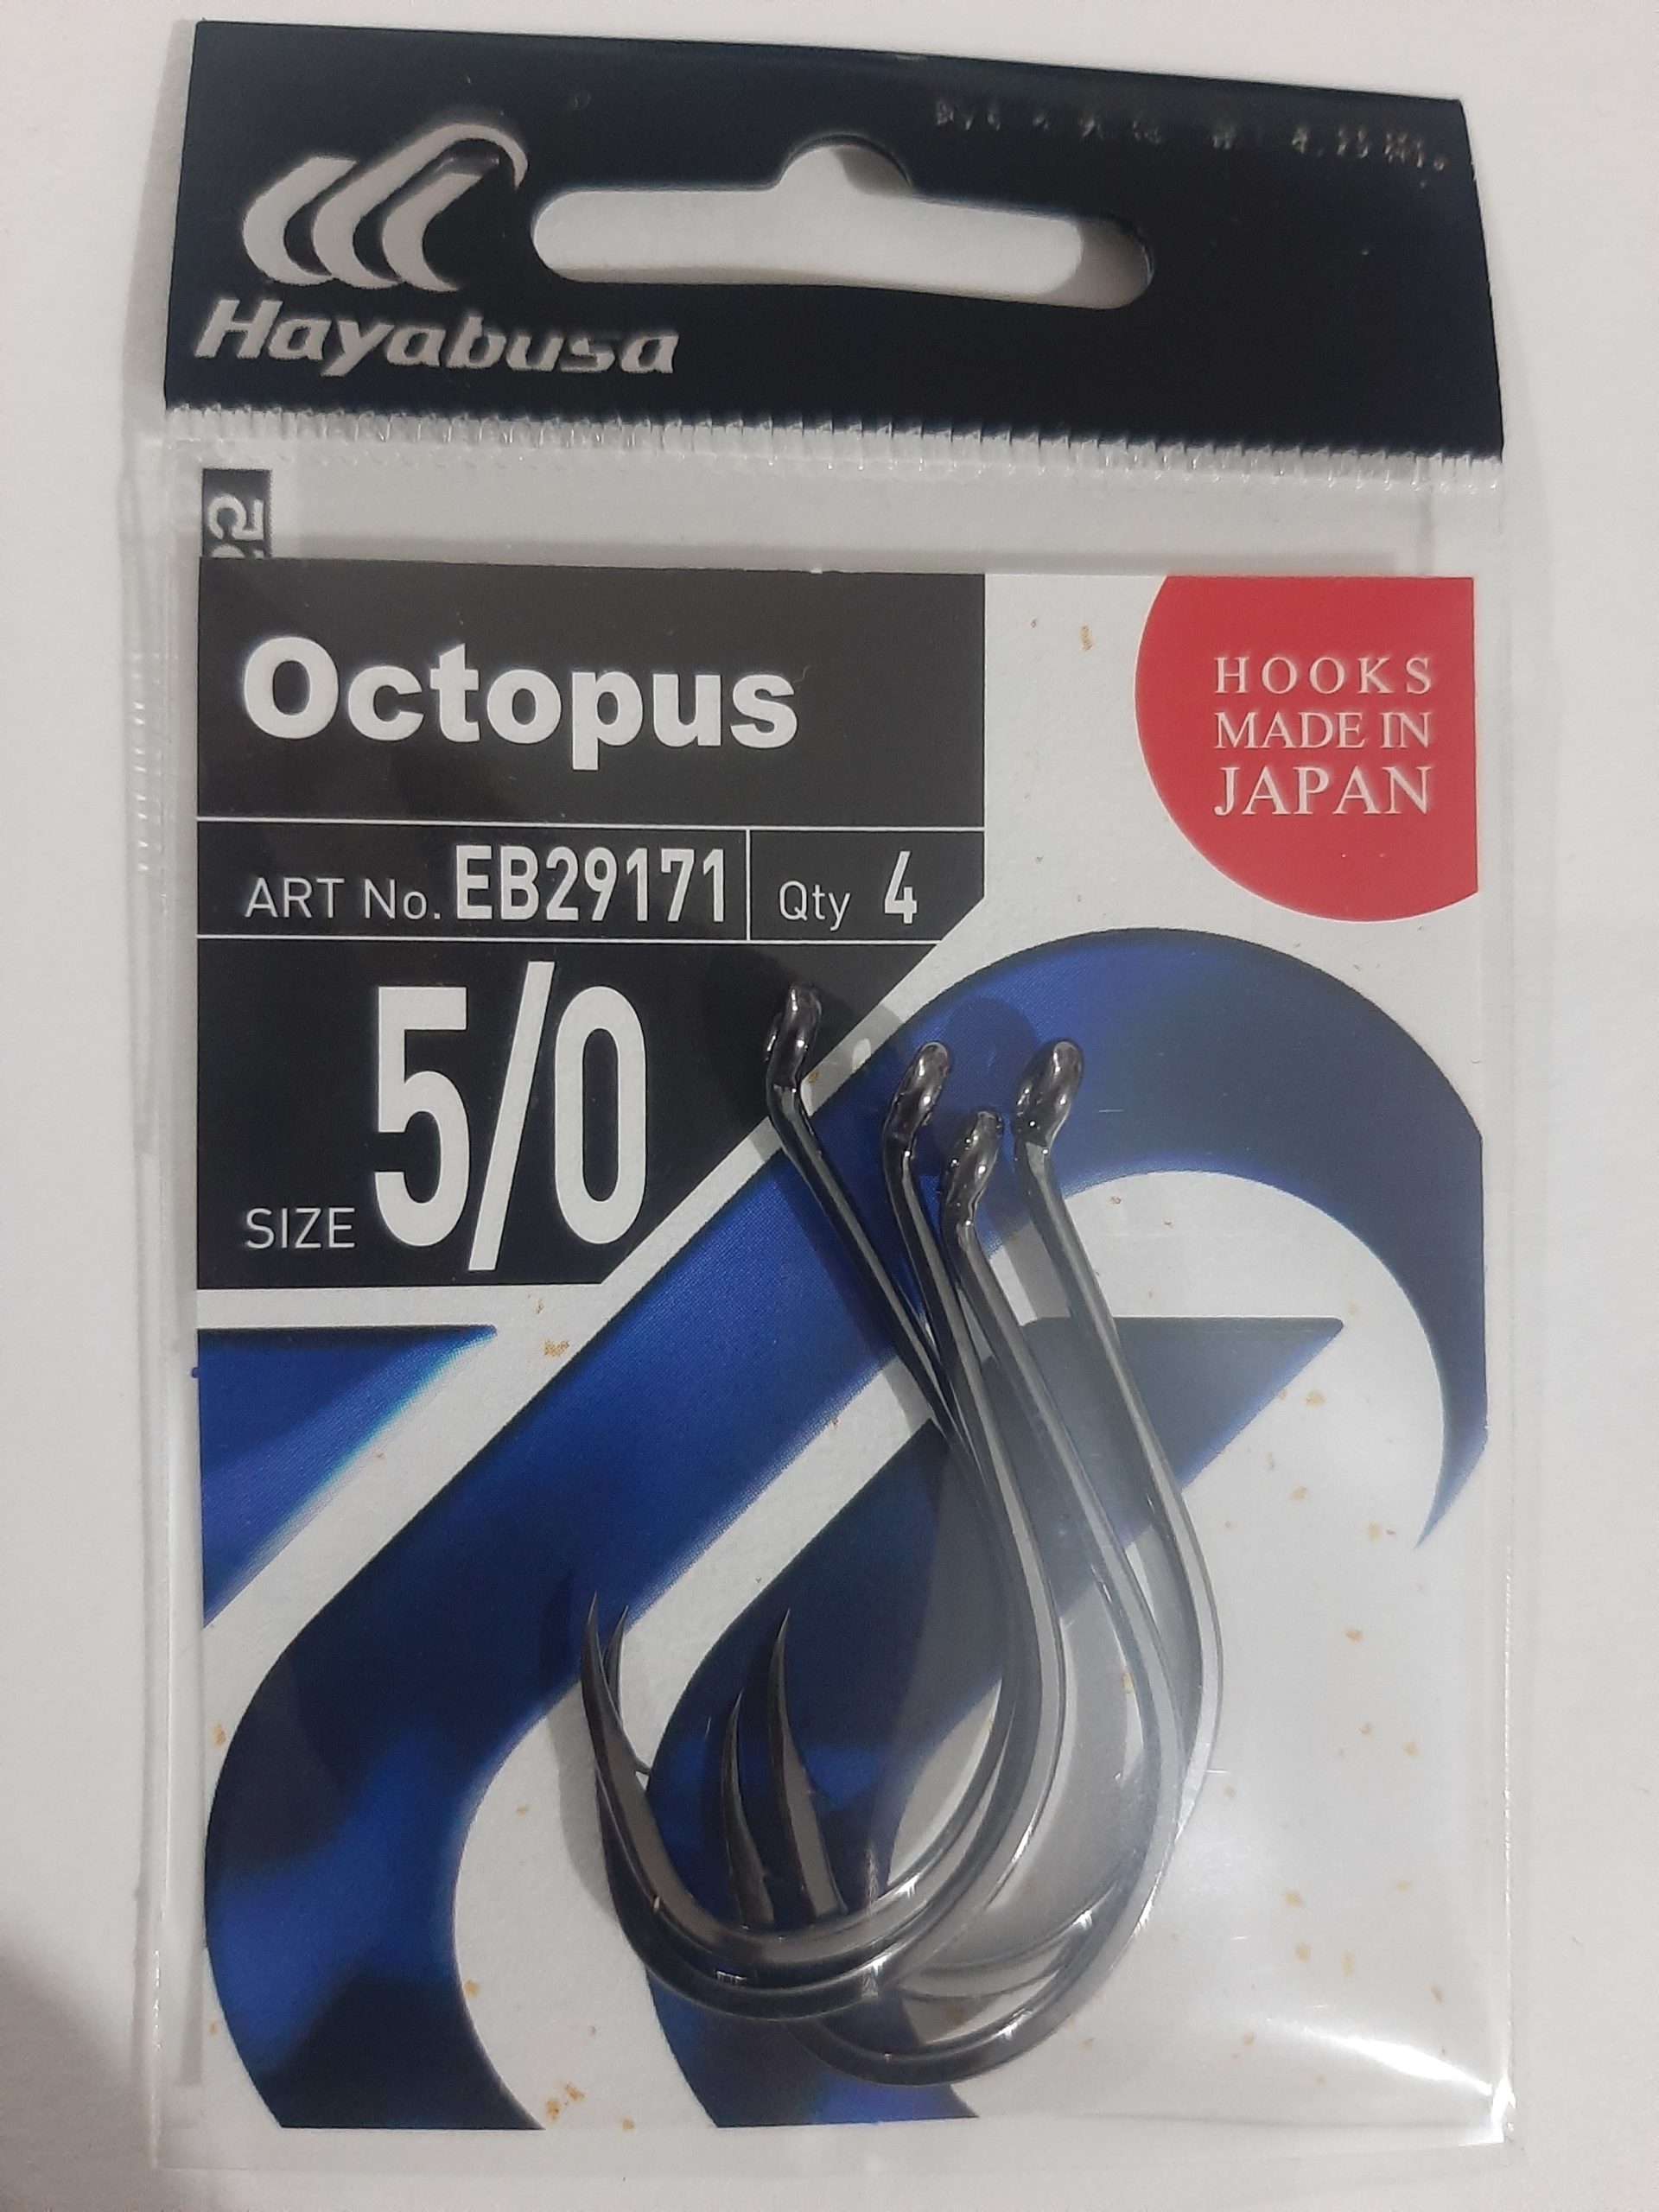 Hayabusa
Octopus
HOOKS
MADE IN
JAPAN
ART No. EB29171
Qty 4
SIZE 5/0